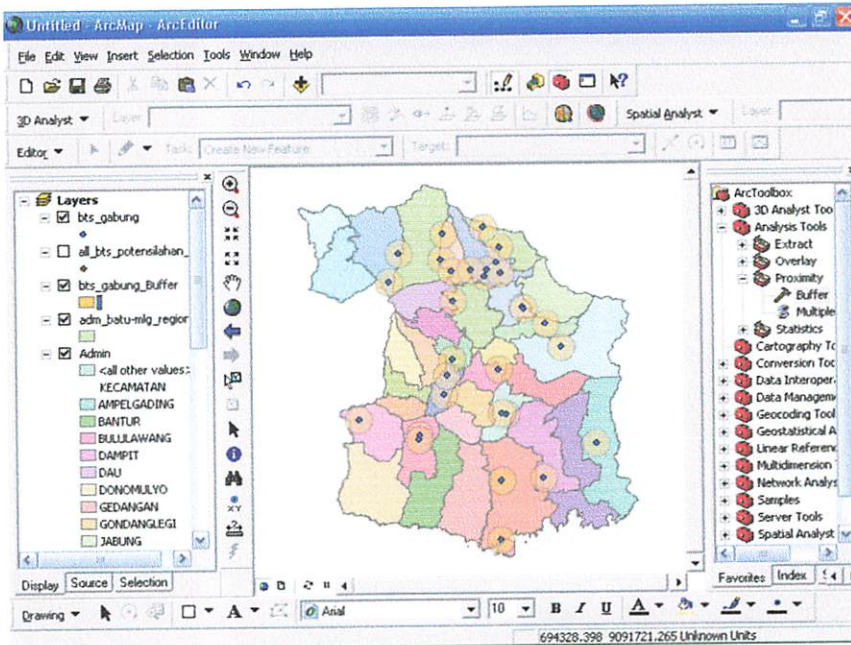 Untitled - ArcMap - ArcEditor
File Edit View Insert Selection Tools Window Help
3D Analyst Layer: Spatial Analyst Layer:
Editor Task: Create New Feature Target:
Layers
bts_gabung
all_bts_potensilahan_
bts_gabung_Buffer
adm_batu-mlg_region
Admin
<all other values>
KECAMATAN
AMPELGADING
BANTUR
BULULAWANG
DAMPIT
DAU
DONOMULYO
GEDANGAN
GONDANGLEGI
JABUNG
Display Source Selection
XY
ArcToolbox
3D Analyst Too
Analysis Tools
Extract
Overlay
Proximity
Buffer
Multiple
Statistics
Cartography To
Conversion Too
Data Interoper
Data Managem
Geocoding Tool
Geostatistical A
Linear Referenc
Multidimension
Network Analys
Samples
Server Tools
Spatial Analyst
Favorites Index S
Drawing A Arial 10 B I U A
694328.398 9091721.265 Unknown Units